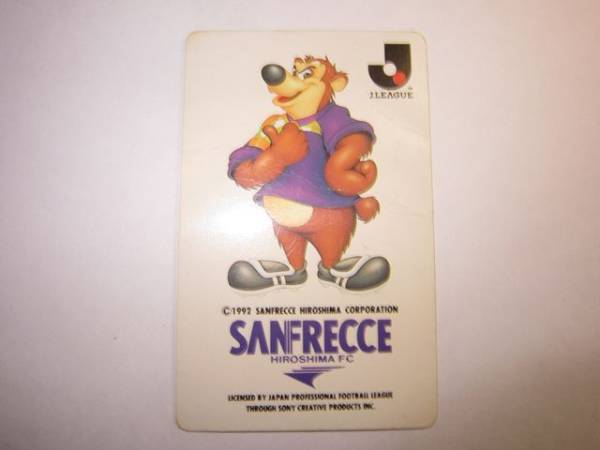 J.LEAGUE
©1992 SANFRECCE HIROSHIMA CORPORATION
SANFRECCE
HIROSHIMA FC
LICENSED BY JAPAN PROFESSIONAL FOOTBALL LEAGUE
THROUGH SONY CREATIVE PRODUCTS INC.